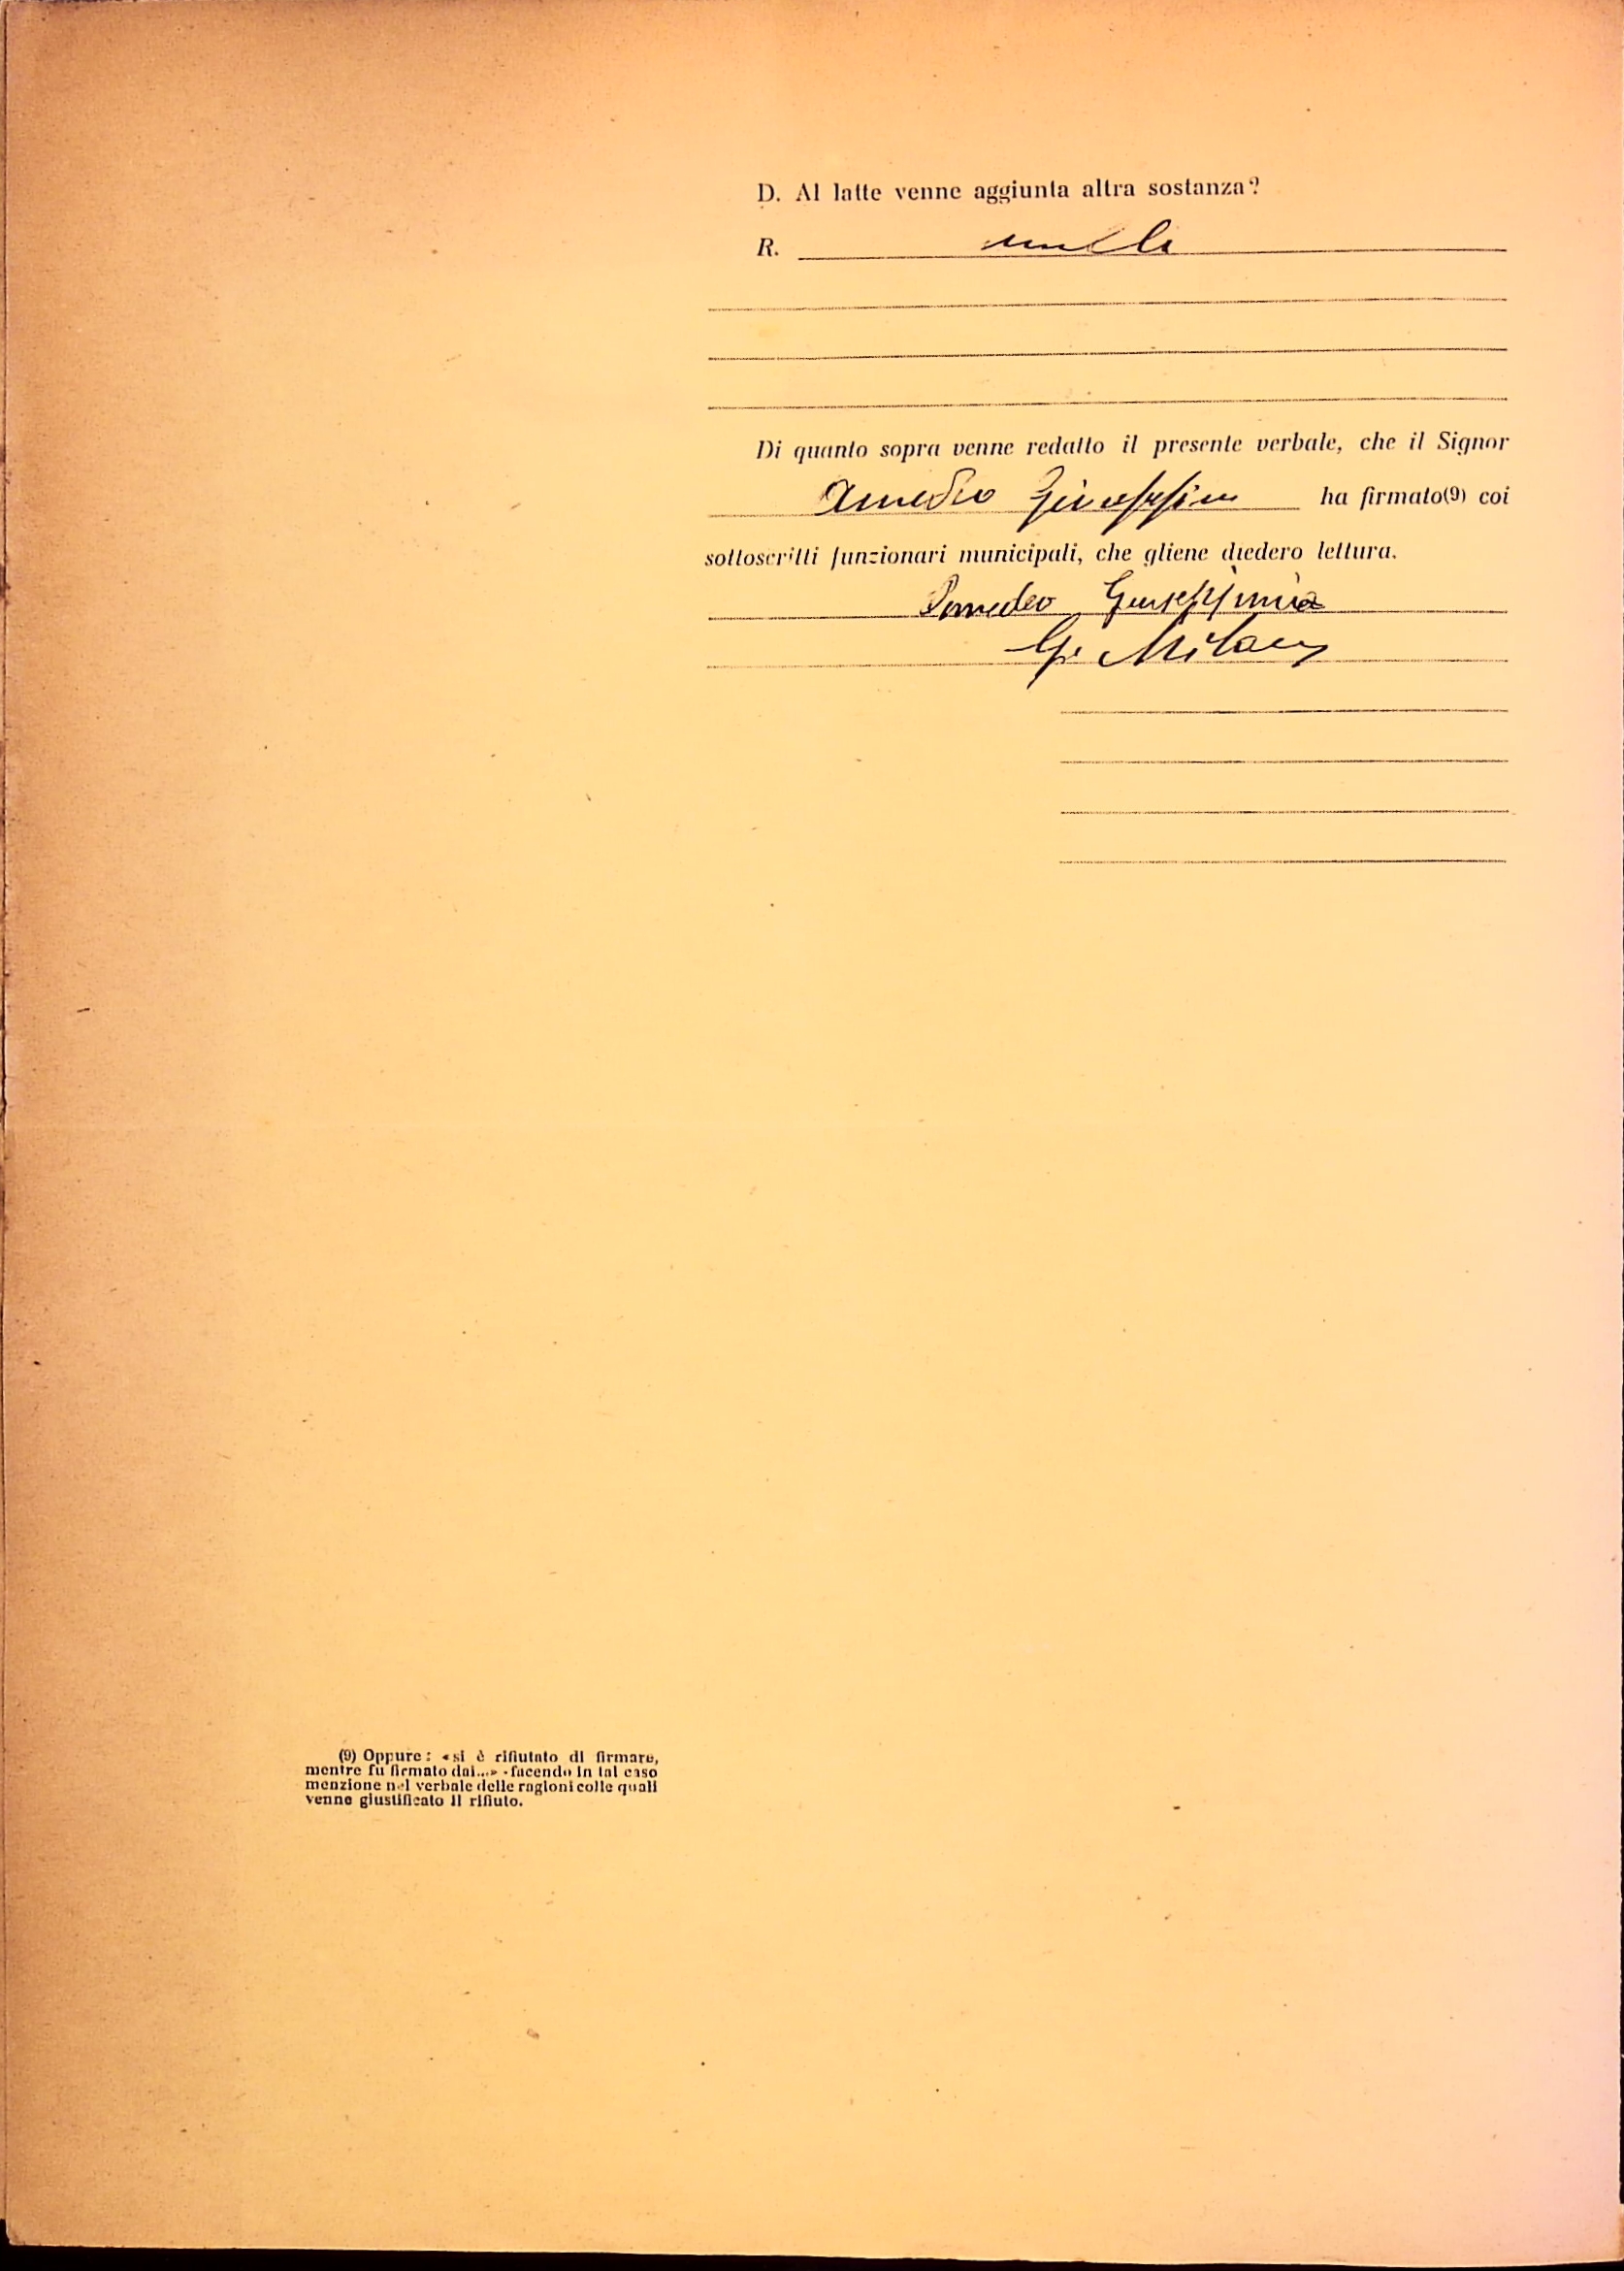 D. Al latte venne aggiunta altra sostanza?
R. nulla
Di quanto sopra venne redatto il presente verbale, che il Signor
Amedeo Giuseppina ha firmato(9) coi
sottoscritti funzionari municipali, che gliene diedero lettura.
Amedeo Giuseppina
Milano
(9) Oppure: «si è rifiutato di firmare,
mentre fu firmato dai...» - facendo in tal caso
menzione nel verbale delle ragioni colle quali
venne giustificato il rifiuto.